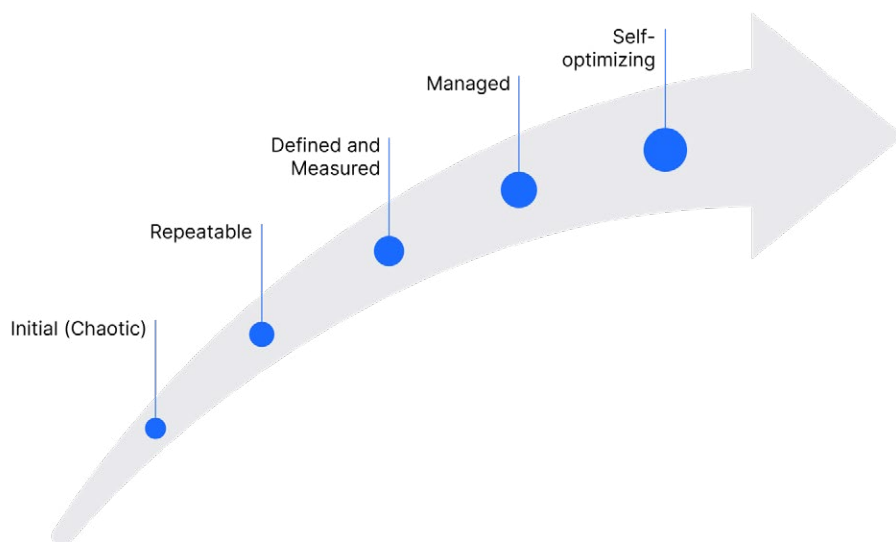 Self-
optimizing
Managed
Defined and
Measured
Repeatable
Initial (Chaotic)